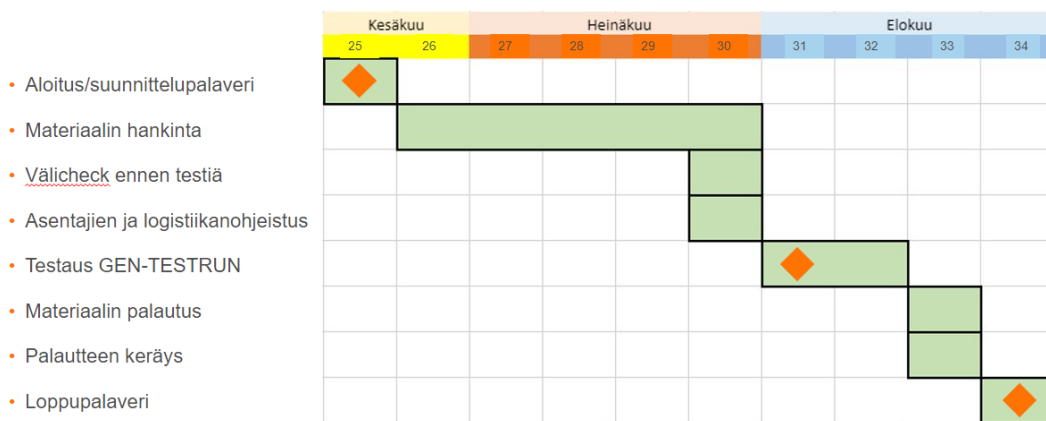 Kesäkuu Heinäkuu Elokuu
25 26 27 28 29 30 31 32 33 34
• Aloitus/suunnittelupalaveri
• Materiaalin hankinta
• Välicheck ennen testiä
• Asentajien ja logistiikanohjeistus
• Testaus GEN-TESTRUN
• Materiaalin palautus
• Palautteen keräys
• Loppupalaveri